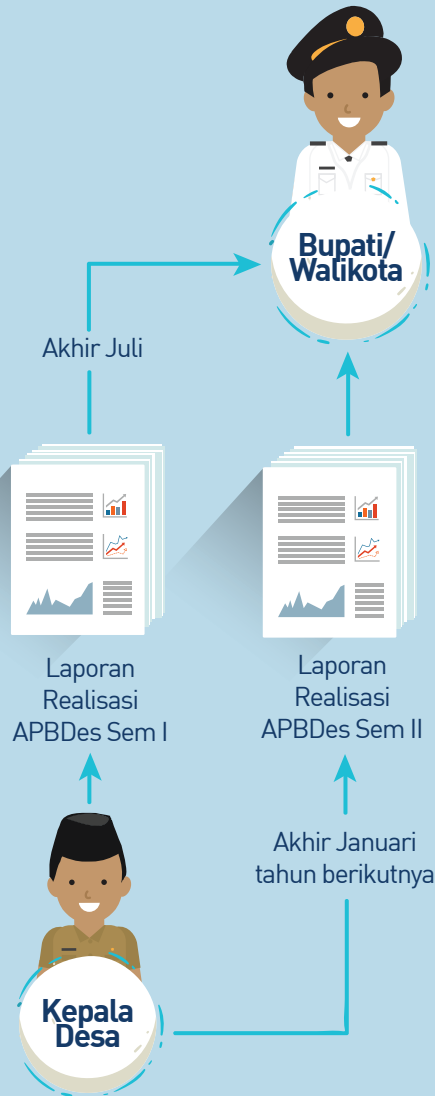 Bupati/
Walikota
Akhir Juli
Laporan
Realisasi
APBDes Sem I
Laporan
Realisasi
APBDes Sem II
Akhir Januari
tahun berikutnya
Kepala
Desa